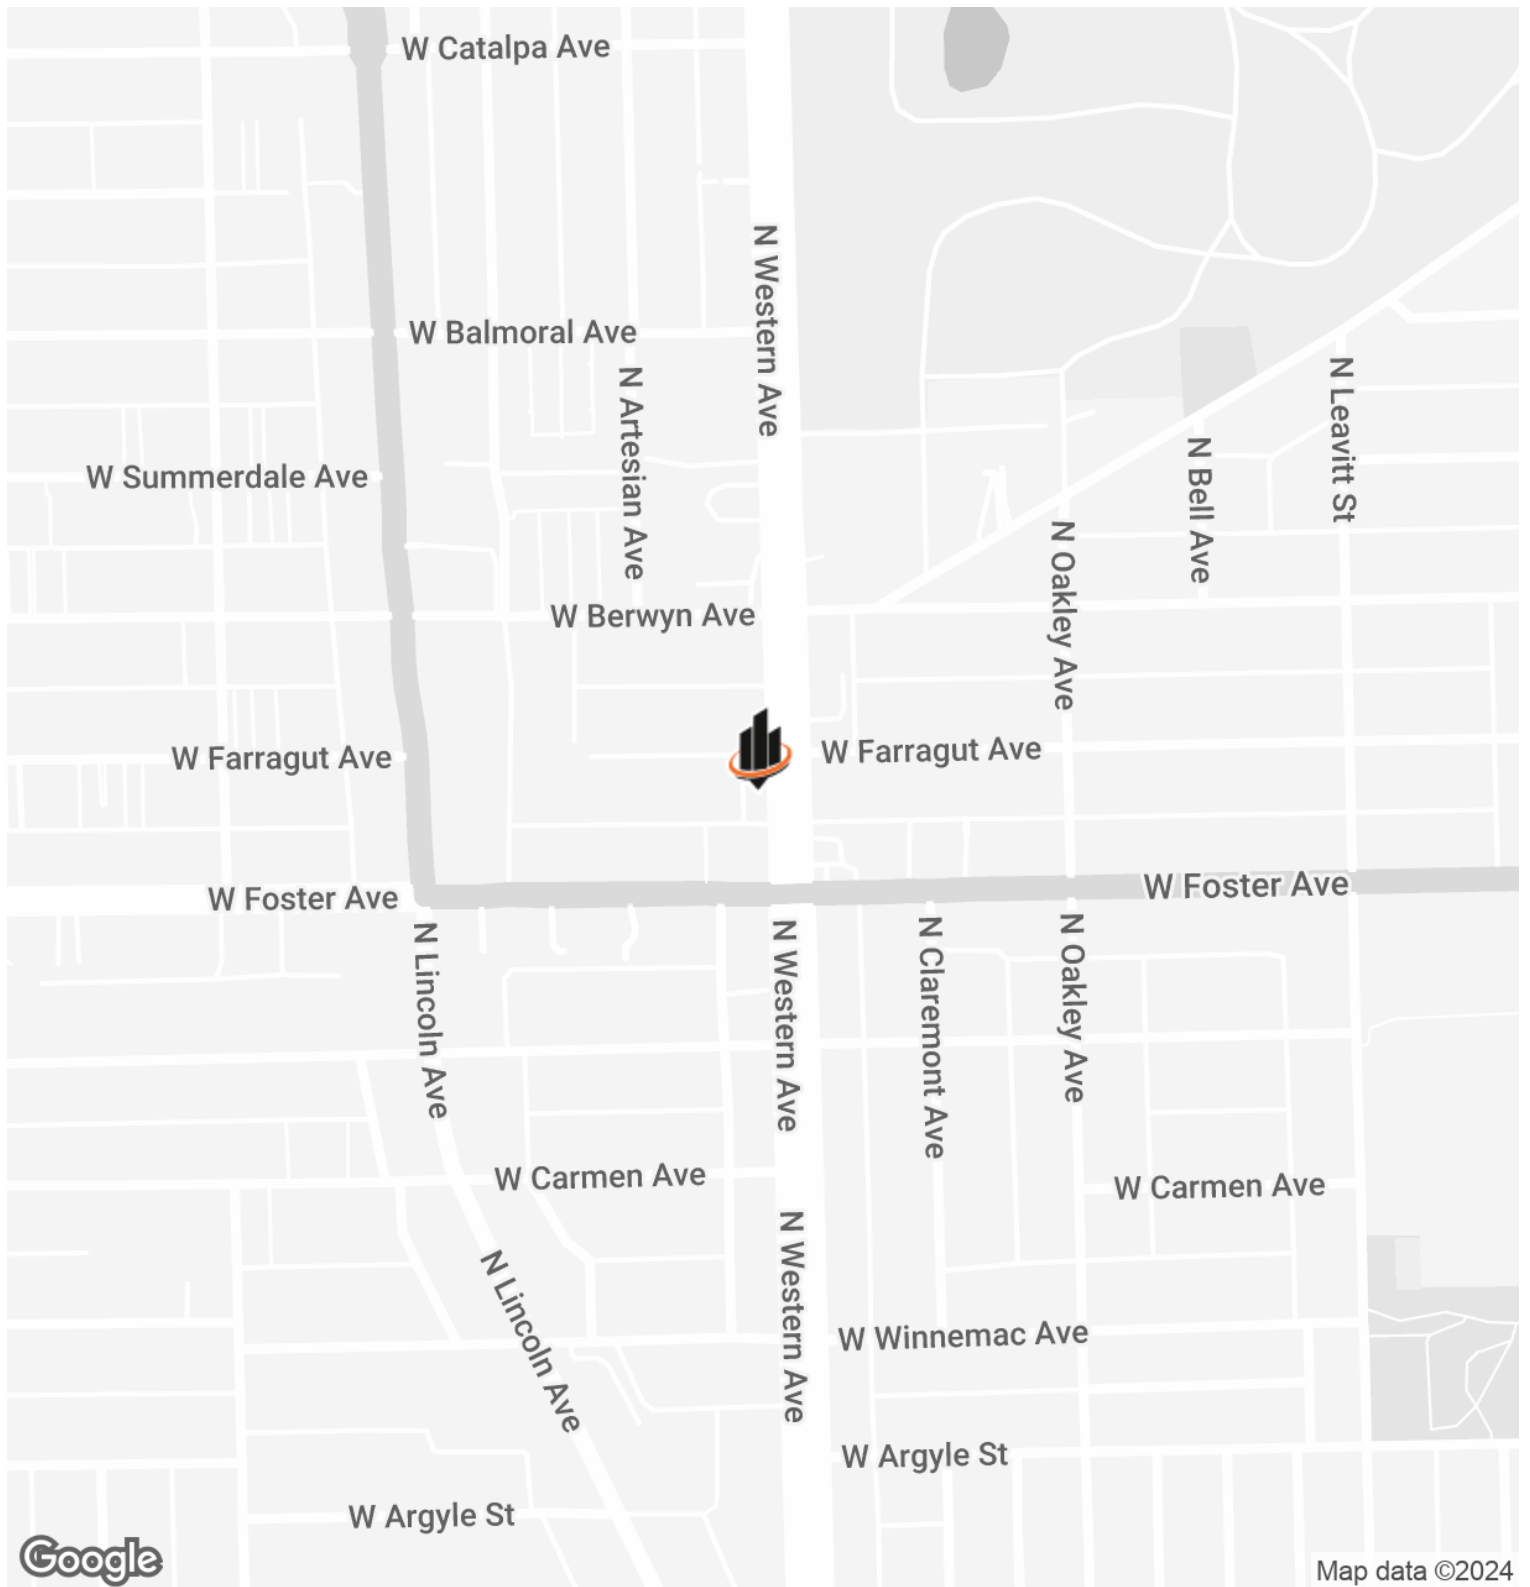 W Catalpa Ave
N Western Ave
W Balmoral Ave
N Artesian Ave
N Leavitt St
W Summerdale Ave
N Bell Ave
N Oakley Ave
W Berwyn Ave
W Farragut Ave
W Farragut Ave
W Foster Ave
W Foster Ave
N Lincoln Ave
N Western Ave
N Claremont Ave
N Oakley Ave
W Carmen Ave
W Carmen Ave
N Lincoln Ave
N Western Ave
W Winnemac Ave
W Argyle St
W Argyle St
Google
Map data ©2024